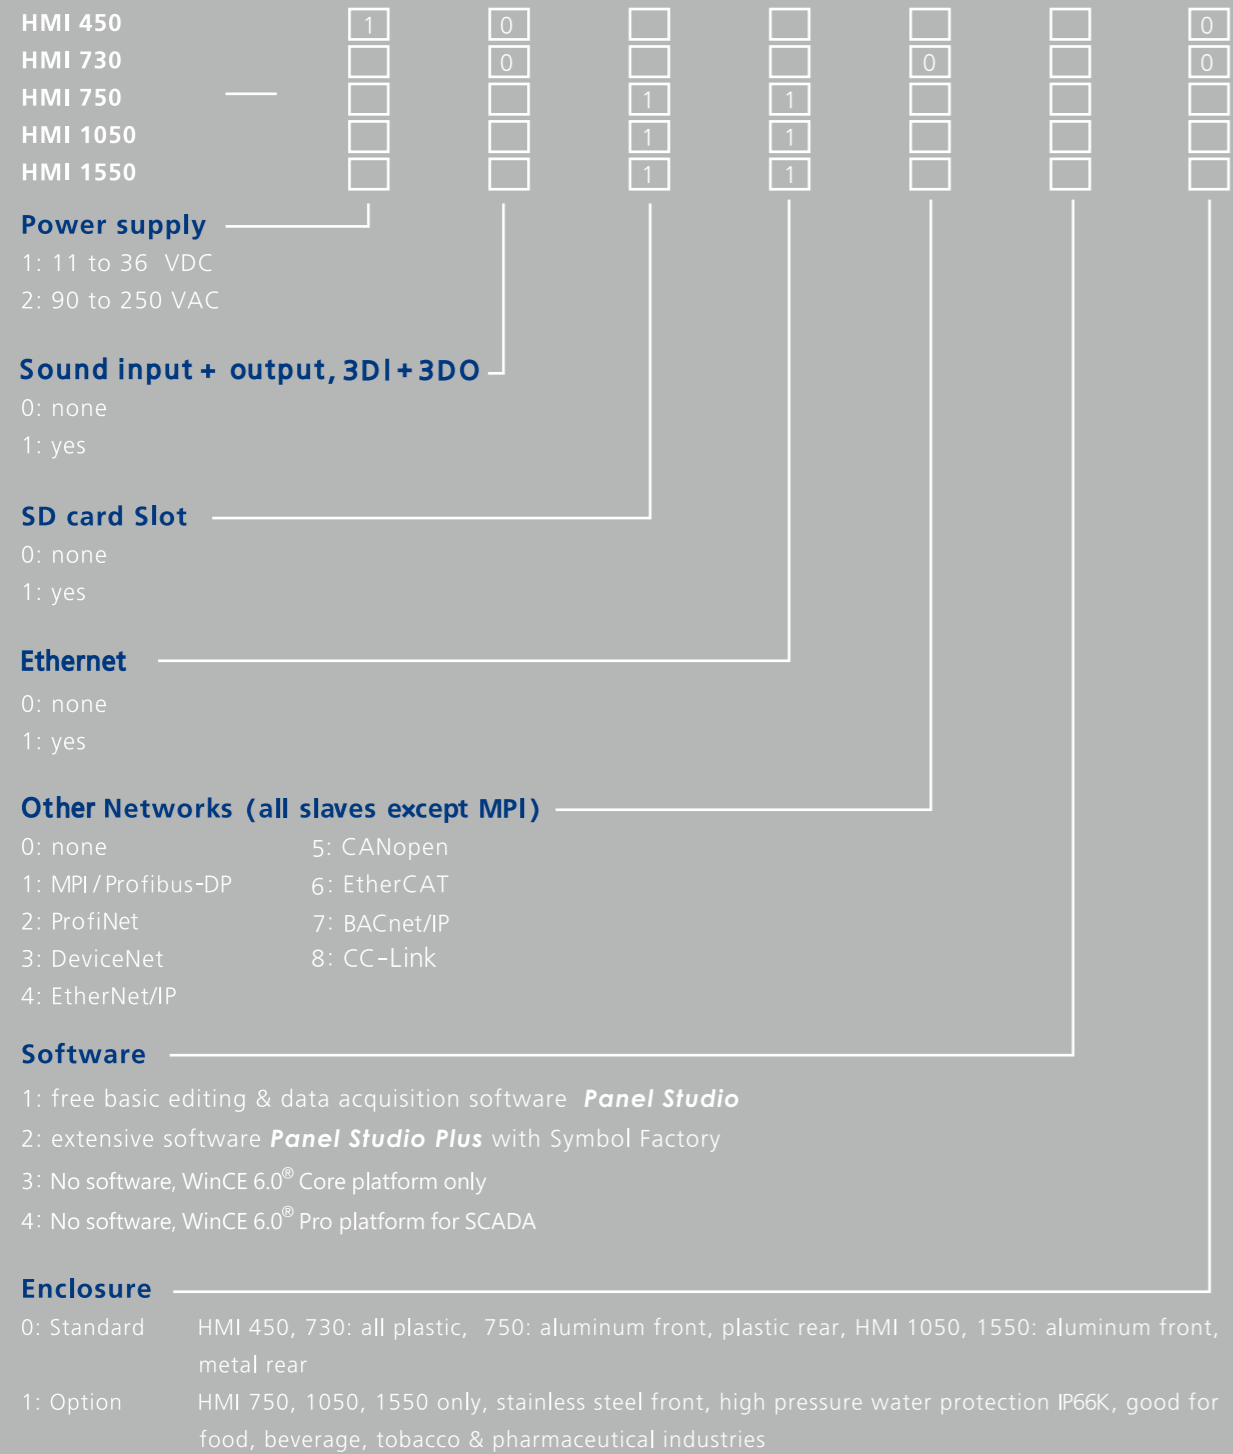 HMI 450 1 0 0
HMI 730 0 0 0
HMI 750 1 1
HMI 1050 1 1
HMI 1550 1 1
Power supply
1: 11 to 36 VDC
2: 90 to 250 VAC
Sound input + output, 3DI + 3DO
0: none
1: yes
SD card Slot
0: none
1: yes
Ethernet
0: none
1: yes
Other Networks (all slaves except MPI)
0: none 5: CANopen
1: MPI / Profibus-DP 6: EtherCAT
2: ProfiNet 7: BACnet/IP
3: DeviceNet 8: CC-Link
4: EtherNet/IP
Software
1: free basic editing & data acquisition software Panel Studio
2: extensive software Panel Studio Plus with Symbol Factory
3: No software, WinCE 6.0® Core platform only
4: No software, WinCE 6.0® Pro platform for SCADA
Enclosure
0: Standard HMI 450, 730: all plastic, 750: aluminum front, plastic rear, HMI 1050, 1550: aluminum front,
metal rear
1: Option HMI 750, 1050, 1550 only, stainless steel front, high pressure water protection IP66K, good for
food, beverage, tobacco & pharmaceutical industries